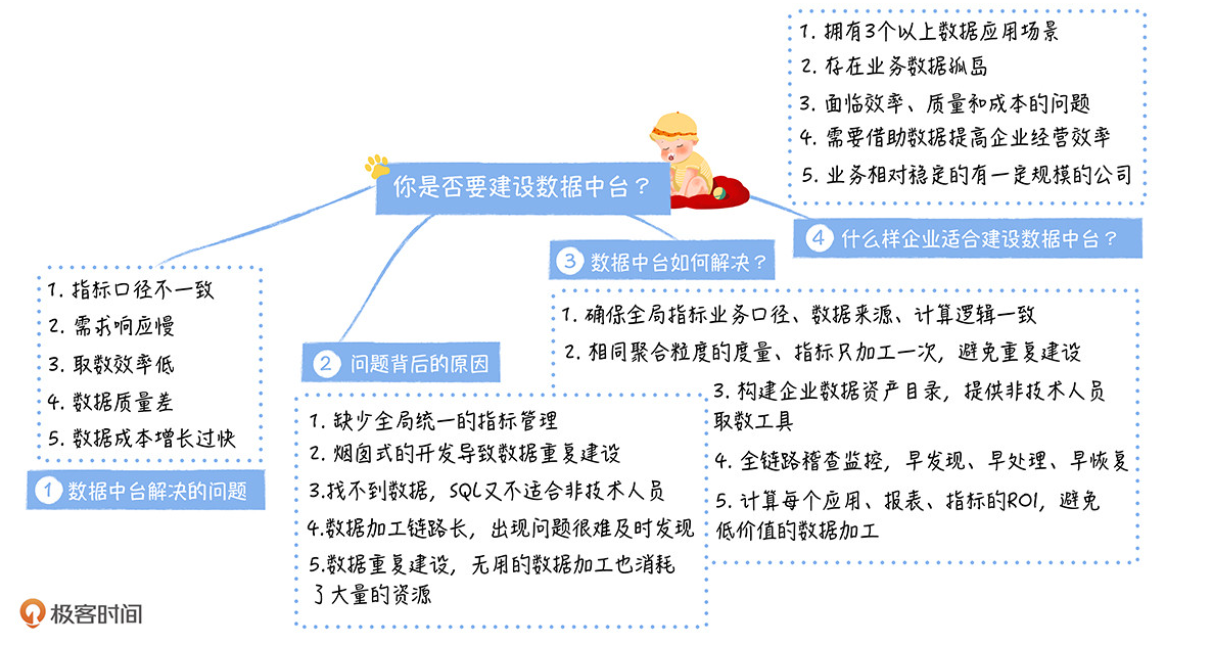 你是否要建设数据中台？
1. 指标口径不一致
2. 需求响应慢
3. 取数效率低
4. 数据质量差
5. 数据成本增长过快
1 数据中台解决的问题
2 问题背后的原因
1. 缺少全局统一的指标管理
2. 烟囱式的开发导致数据重复建设
3.找不到数据，SQL又不适合非技术人员
4.数据加工链路长，出现问题很难及时发现
5.数据重复建设，无用的数据加工也消耗
了大量的资源
3 数据中台如何解决？
1. 确保全局指标业务口径、数据来源、计算逻辑一致
2. 相同聚合粒度的度量、指标只加工一次，避免重复建设
3. 构建企业数据资产目录，提供非技术人员
取数工具
4. 全链路稽查监控，早发现、早处理、早恢复
5. 计算每个应用、报表、指标的ROI，避免
低价值的数据加工
1. 拥有3个以上数据应用场景
2. 存在业务数据孤岛
3. 面临效率、质量和成本的问题
4. 需要借助数据提高企业经营效率
5. 业务相对稳定的有一定规模的公司
4 什么样企业适合建设数据中台？
极客时间